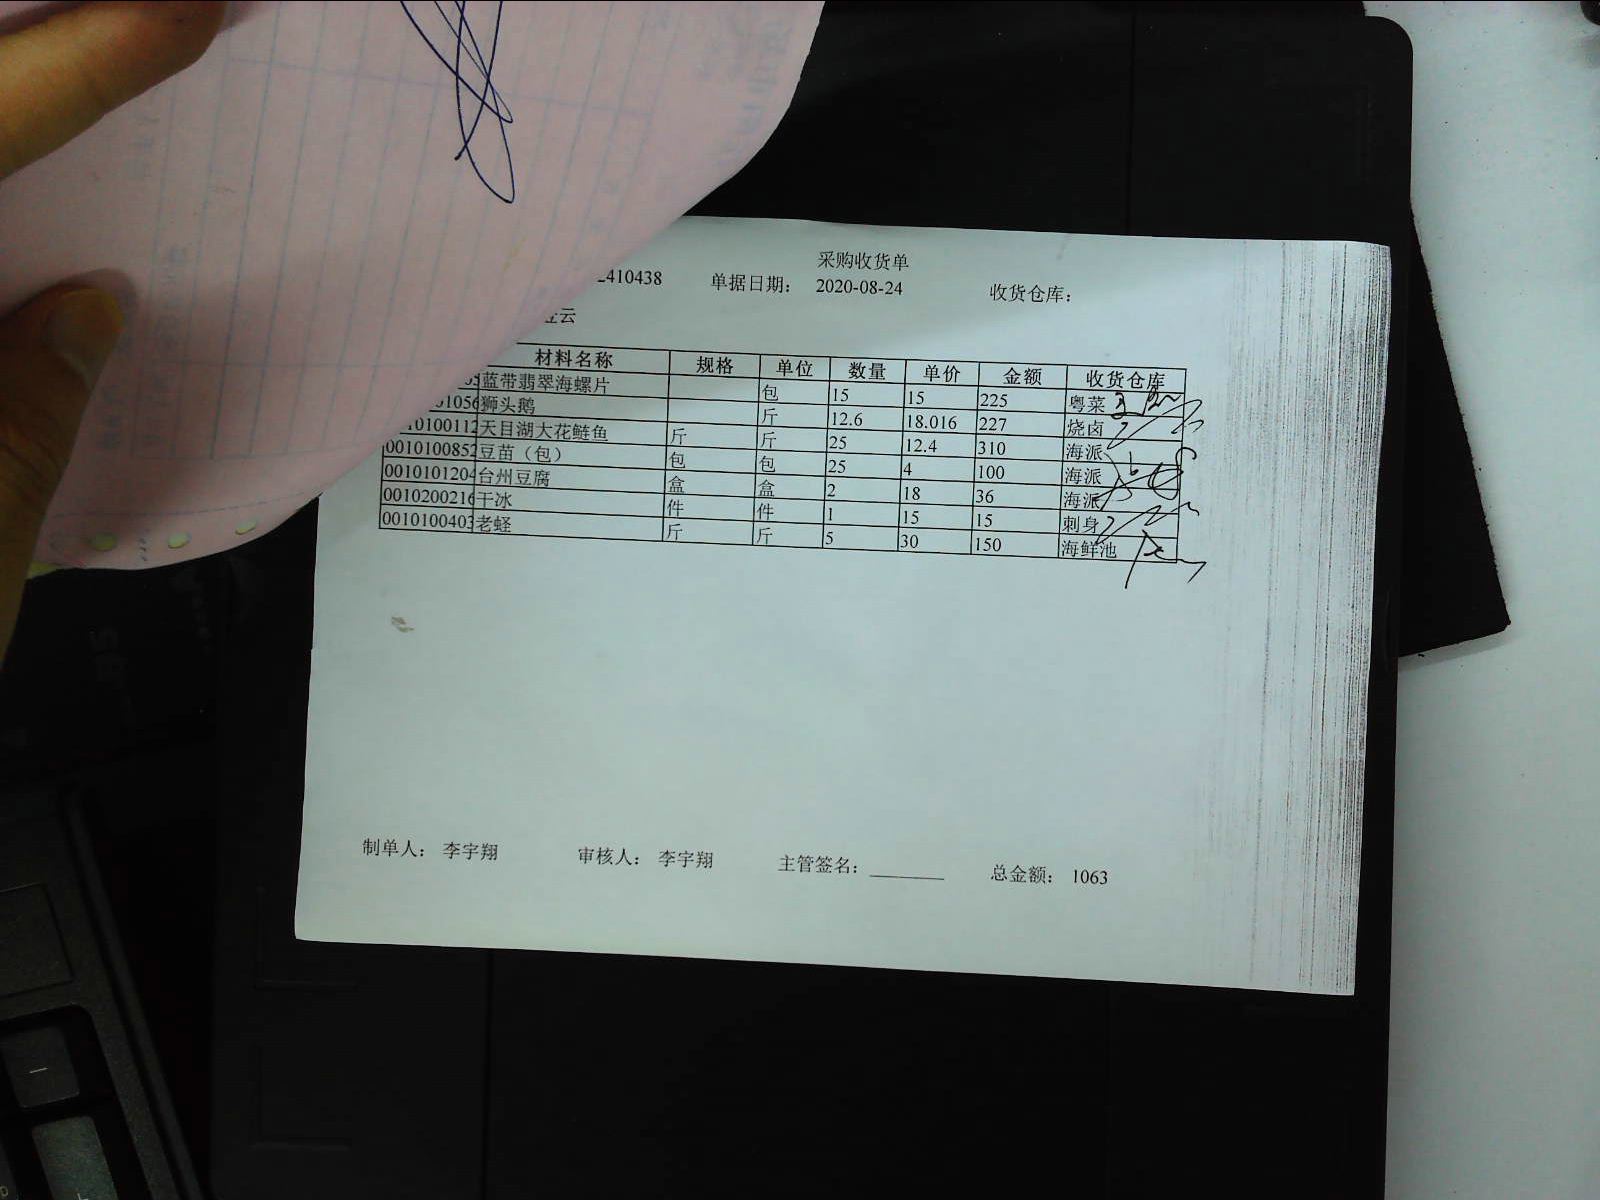 采购收货单
2410438 单据日期： 2020-08-24 收货仓库：
云
材料名称 规格 单位 数量 单价 金额 收货仓库
蓝带翡翠海螺片 包 15 15 225 粤菜
01056 狮头鹅 斤 12.6 18.016 227 烧卤
10100112 天目湖大花鲢鱼 斤 斤 25 12.4 310 海派
0010100852 豆苗（包） 包 包 25 4 100 海派
0010101204 台州豆腐 盒 盒 2 18 36 海派
0010200216 干冰 件 件 1 15 15 刺身
0010100403 老蛏 斤 斤 5 30 150 海鲜池
制单人： 李宇翔 审核人： 李宇翔 主管签名：________ 总金额： 1063